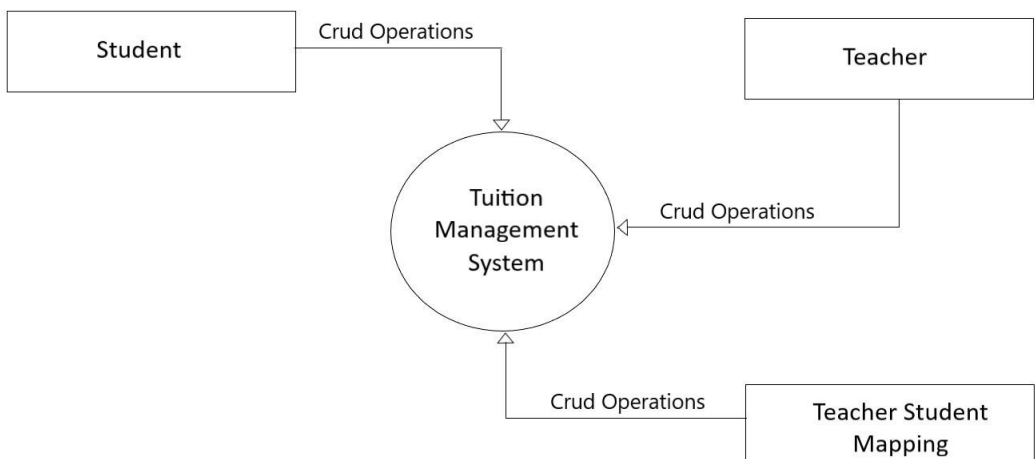 Student
Crud Operations
Teacher
Tuition
Management
System
Crud Operations
Crud Operations
Teacher Student
Mapping